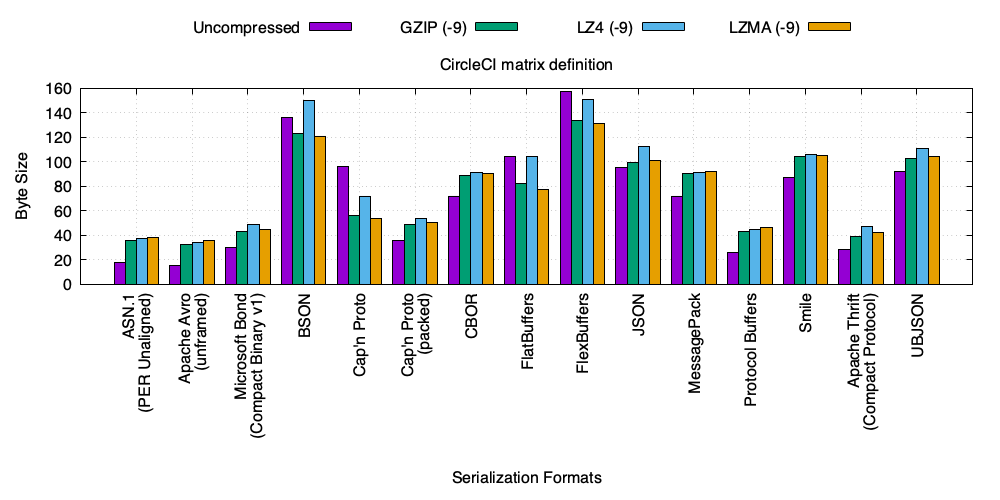 Uncompressed
GZIP (-9)
LZ4 (-9)
LZMA (-9)
CircleCI matrix definition
Byte Size
160
140
120
100
80
60
40
20
0
ASN.1
(PER Unaligned)
Apache Avro
(unframed)
Microsoft Bond
(Compact Binary v1)
BSON
Cap'n Proto
Cap'n Proto
(packed)
CBOR
FlatBuffers
FlexBuffers
JSON
MessagePack
Protocol Buffers
Smile
Apache Thrift
(Compact Protocol)
UBJSON
Serialization Formats